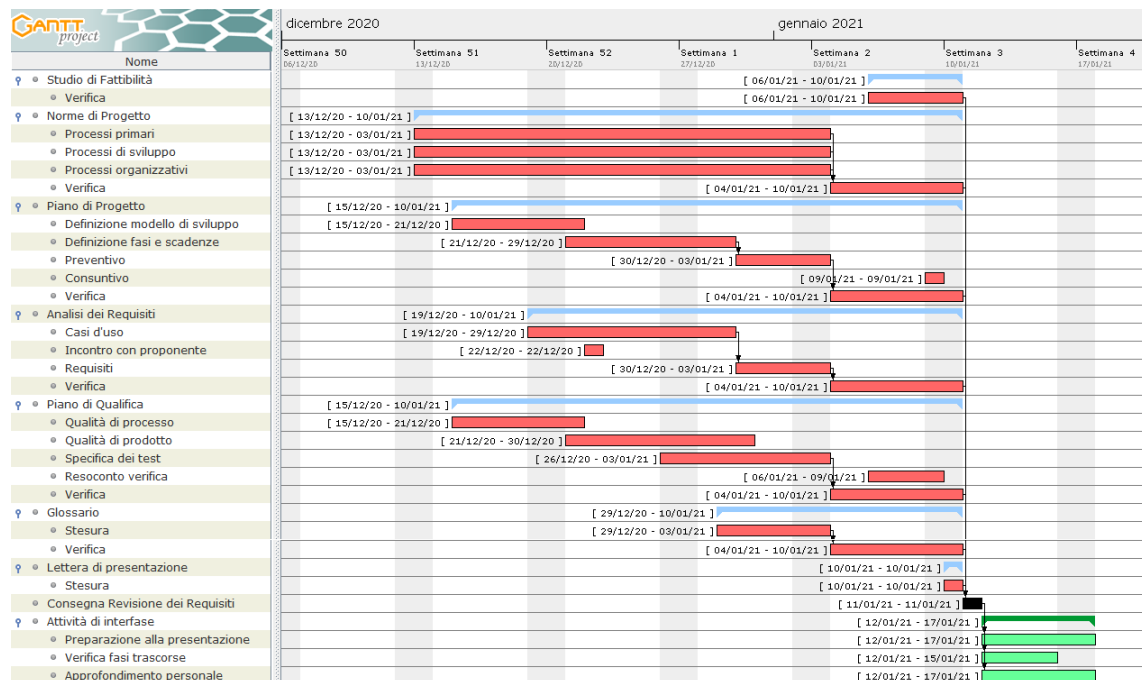 GANTT
project
dicembre 2020 gennaio 2021
Settimana 50 Settimana 51 Settimana 52 Settimana 1 Settimana 2 Settimana 3 Settimana 4
06/12/20 13/12/20 20/12/20 27/12/20 03/01/21 10/01/21 17/01/21
Nome
Studio di Fattibilità [ 06/01/21 - 10/01/21 ]
Verifica [ 06/01/21 - 10/01/21 ]
Norme di Progetto [ 13/12/20 - 10/01/21 ]
Processi primari [ 13/12/20 - 03/01/21 ]
Processi di sviluppo [ 13/12/20 - 03/01/21 ]
Processi organizzativi [ 13/12/20 - 03/01/21 ]
Verifica [ 04/01/21 - 10/01/21 ]
Piano di Progetto [ 15/12/20 - 10/01/21 ]
Definizione modello di sviluppo [ 15/12/20 - 21/12/20 ]
Definizione fasi e scadenze [ 21/12/20 - 29/12/20 ]
Preventivo [ 30/12/20 - 03/01/21 ]
Consuntivo [ 09/01/21 - 09/01/21 ]
Verifica [ 04/01/21 - 10/01/21 ]
Analisi dei Requisiti [ 19/12/20 - 10/01/21 ]
Casi d'uso [ 19/12/20 - 29/12/20 ]
Incontro con proponente [ 22/12/20 - 22/12/20 ]
Requisiti [ 30/12/20 - 03/01/21 ]
Verifica [ 04/01/21 - 10/01/21 ]
Piano di Qualifica [ 15/12/20 - 10/01/21 ]
Qualità di processo [ 15/12/20 - 21/12/20 ]
Qualità di prodotto [ 21/12/20 - 30/12/20 ]
Specifica dei test [ 26/12/20 - 03/01/21 ]
Resoconto verifica [ 06/01/21 - 09/01/21 ]
Verifica [ 04/01/21 - 10/01/21 ]
Glossario [ 29/12/20 - 10/01/21 ]
Stesura [ 29/12/20 - 03/01/21 ]
Verifica [ 04/01/21 - 10/01/21 ]
Lettera di presentazione [ 10/01/21 - 10/01/21 ]
Stesura [ 10/01/21 - 10/01/21 ]
Consegna Revisione dei Requisiti [ 11/01/21 - 11/01/21 ]
Attività di interfase [ 12/01/21 - 17/01/21 ]
Preparazione alla presentazione [ 12/01/21 - 17/01/21 ]
Verifica fasi trascorse [ 12/01/21 - 15/01/21 ]
Approfondimento personale [ 12/01/21 - 17/01/21 ]